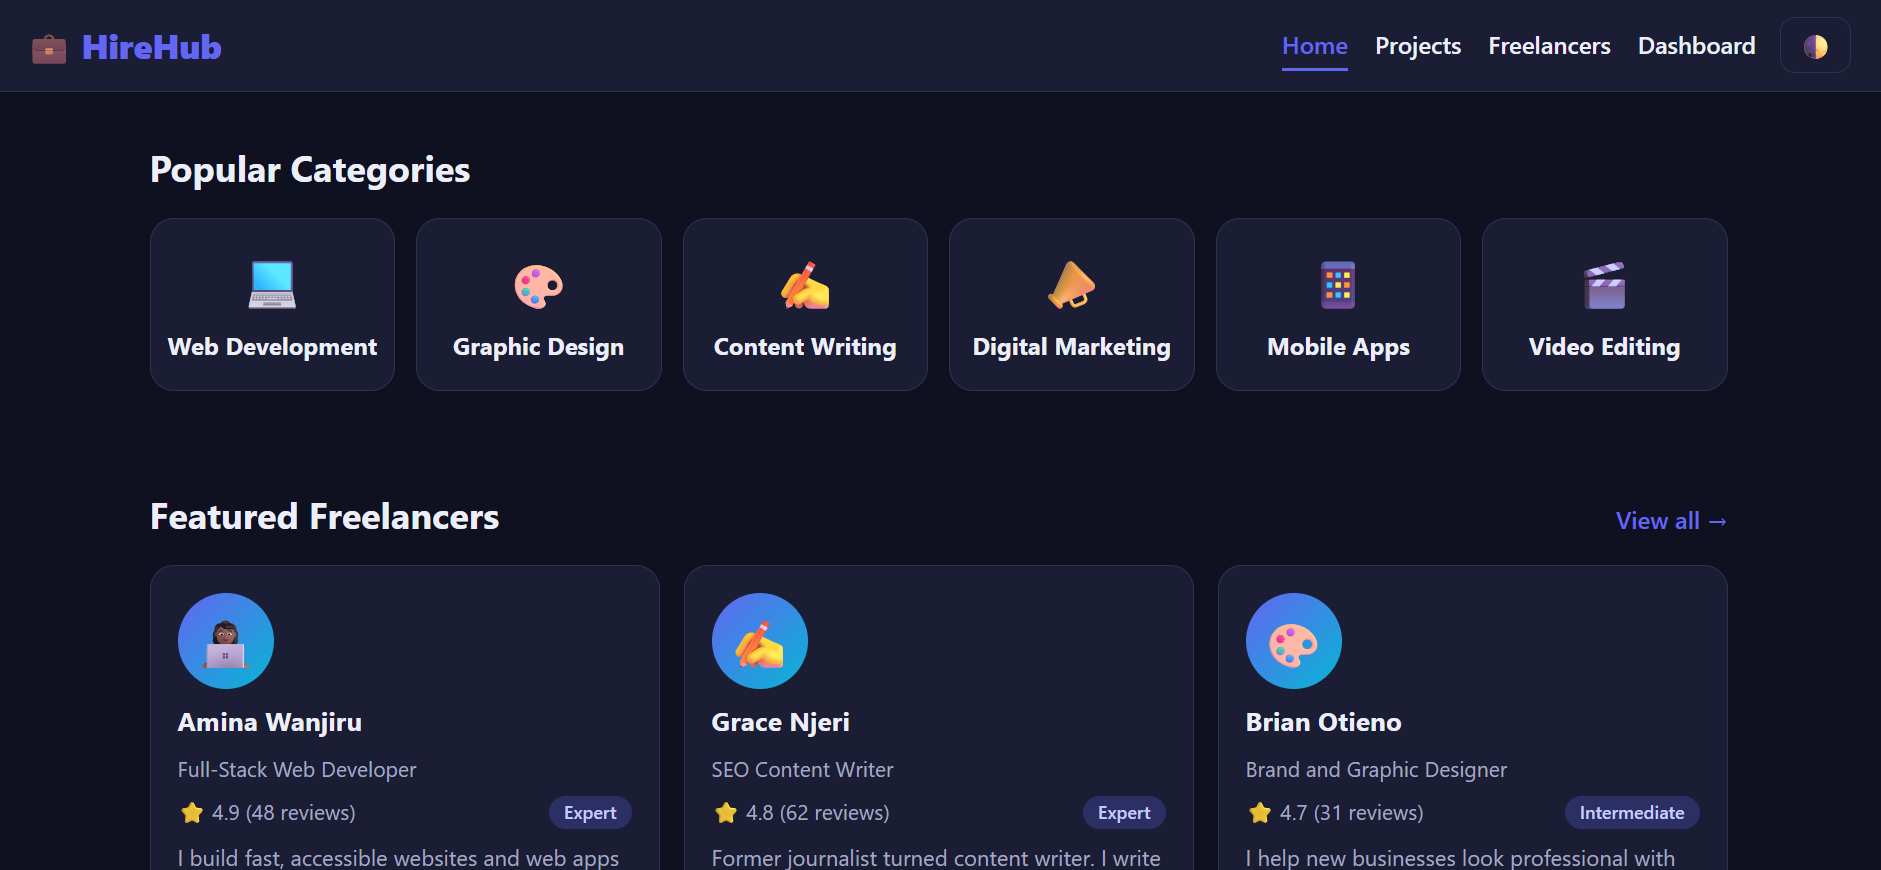 HireHub
Home Projects Freelancers Dashboard
Popular Categories
Web Development
Graphic Design
Content Writing
Digital Marketing
Mobile Apps
Video Editing
Featured Freelancers
View all →
Amina Wanjiru
Full-Stack Web Developer
4.9 (48 reviews)
Expert
I build fast, accessible websites and web apps
Grace Njeri
SEO Content Writer
4.8 (62 reviews)
Expert
Former journalist turned content writer. I write
Brian Otieno
Brand and Graphic Designer
4.7 (31 reviews)
Intermediate
I help new businesses look professional with